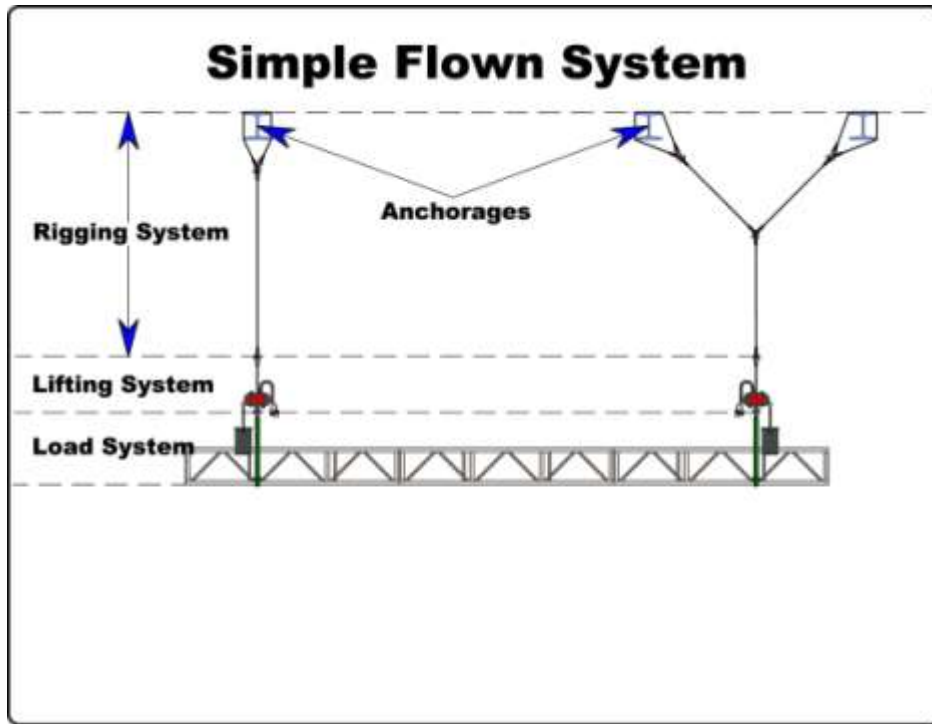 Simple Flown System
Anchorages
Rigging System
Lifting System
Load System